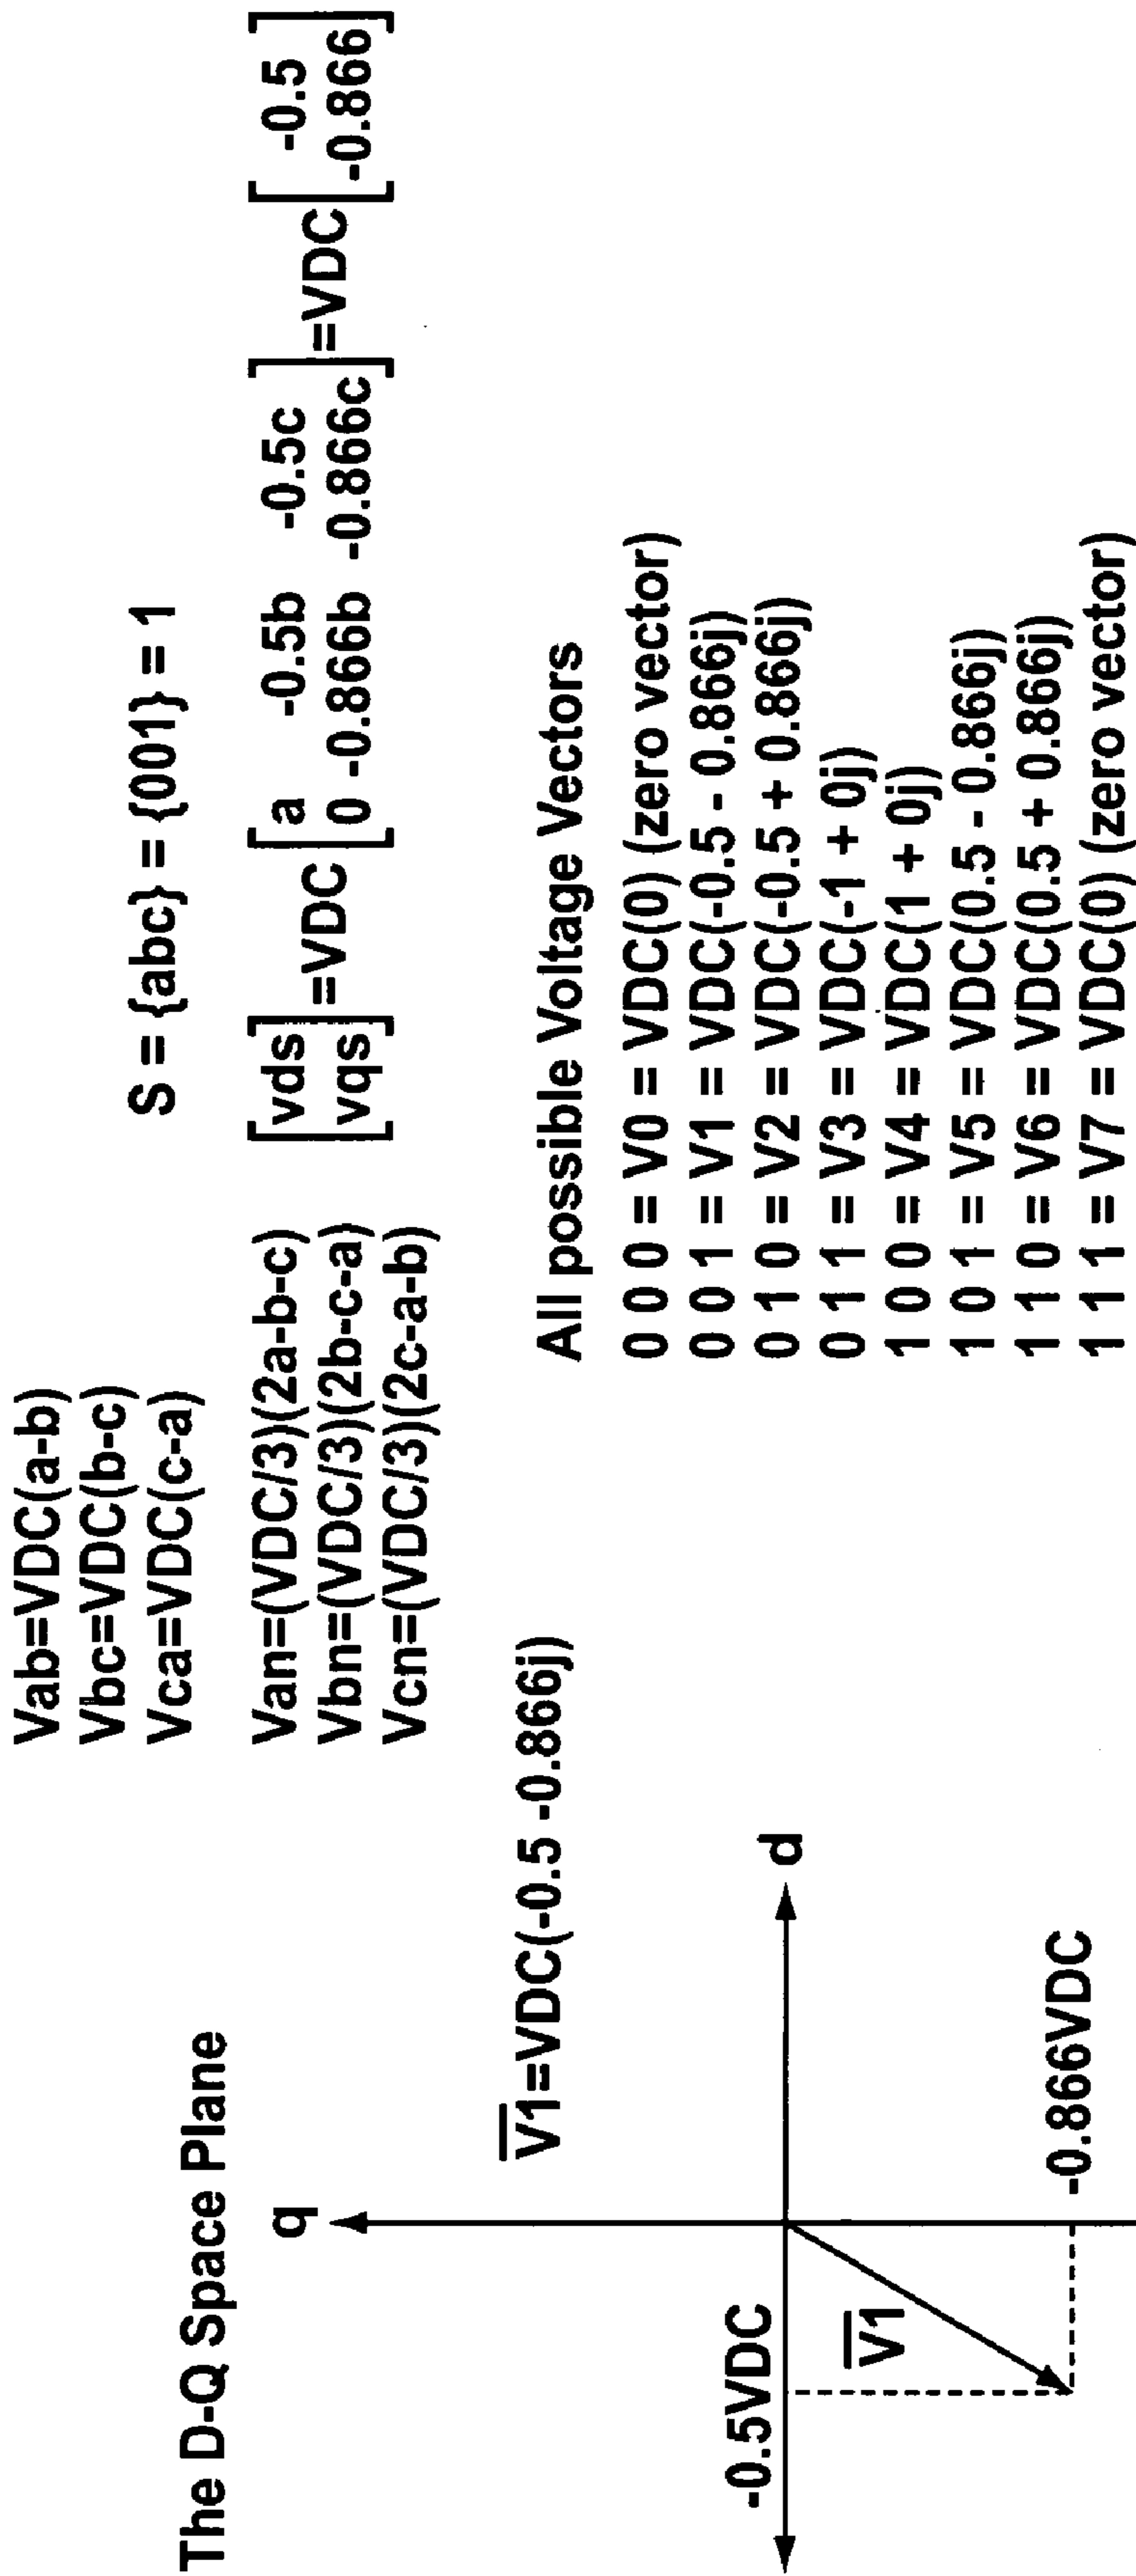 The D-Q Space Plane
q
d
-0.5VDC
V1
-0.866VDC
V1=VDC(-0.5 -0.866j)
Vab=VDC(a-b)
Vbc=VDC(b-c)
Vca=VDC(c-a)
Van=(VDC/3)(2a-b-c)
Vbn=(VDC/3)(2b-c-a)
Vcn=(VDC/3)(2c-a-b)
S = {abc} = {001} = 1
[vds vqs] =VDC [a -0.5b -0.5c
0 -0.866b -0.866c] =VDC [-0.5 -0.866]
All possible Voltage Vectors
0 0 0 = V0 = VDC(0) (zero vector)
0 0 1 = V1 = VDC(-0.5 - 0.866j)
0 1 0 = V2 = VDC(-0.5 + 0.866j)
0 1 1 = V3 = VDC(-1 + 0j)
1 0 0 = V4 = VDC(1 + 0j)
1 0 1 = V5 = VDC(0.5 - 0.866j)
1 1 0 = V6 = VDC(0.5 + 0.866j)
1 1 1 = V7 = VDC(0) (zero vector)